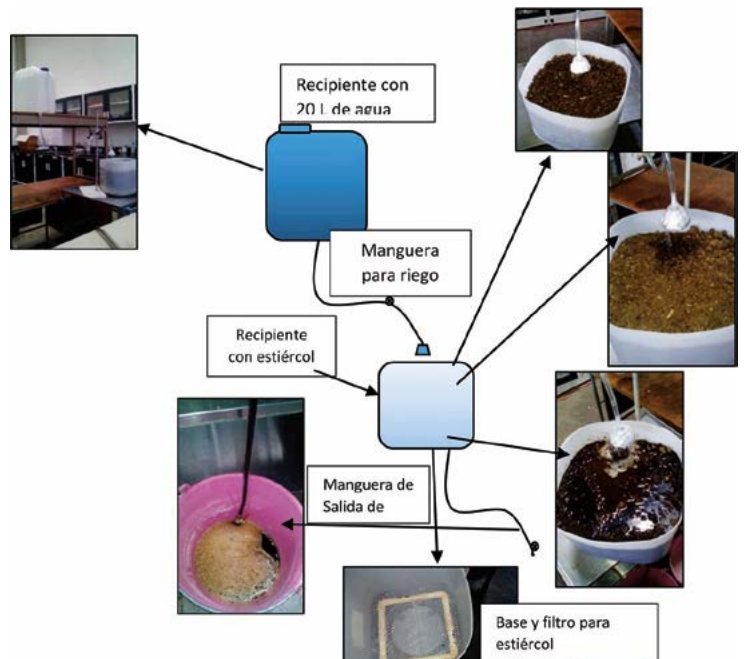 Recipiente con
20 L de agua
Manguera
para riego
Recipiente
con estiércol
Manguera de
Salida de
Base y filtro para
estiércol